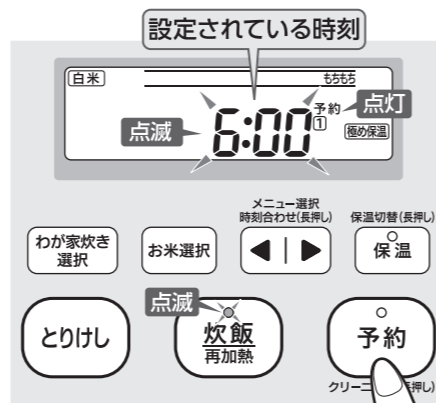 設定されている時刻
白米
もちもち
予約
点灯
点滅
6:00
1
極め保温
メニュー選択
時刻合わせ(長押し)
保温切替(長押し)
わが家炊き
選択
お米選択
保温
点滅
とりけし
炊飯
再加熱
予約
クリーニ
長押し)